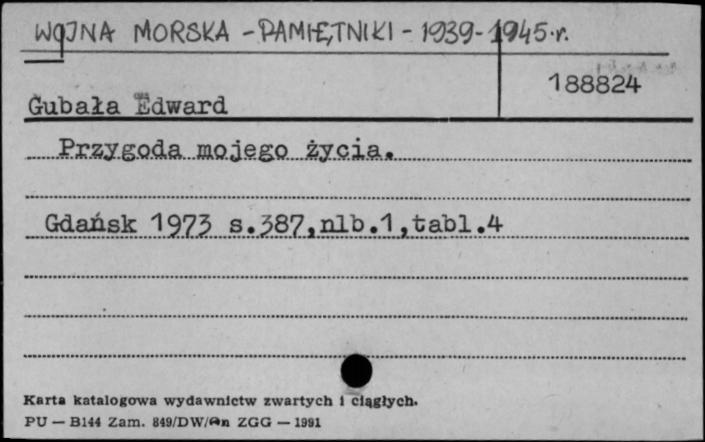 WOJNA MORSKA - PAMIĘTNIKI - 1939-1945.r.
188824
Gubała Edward
Przygoda mojego życia.
Gdańsk 1973 s.387,nlb.1,tabl.4
Karta katalogowa wydawnictw zwartych i ciągłych.
PU — B144 Zam. 849/DW/ ZGG — 1991